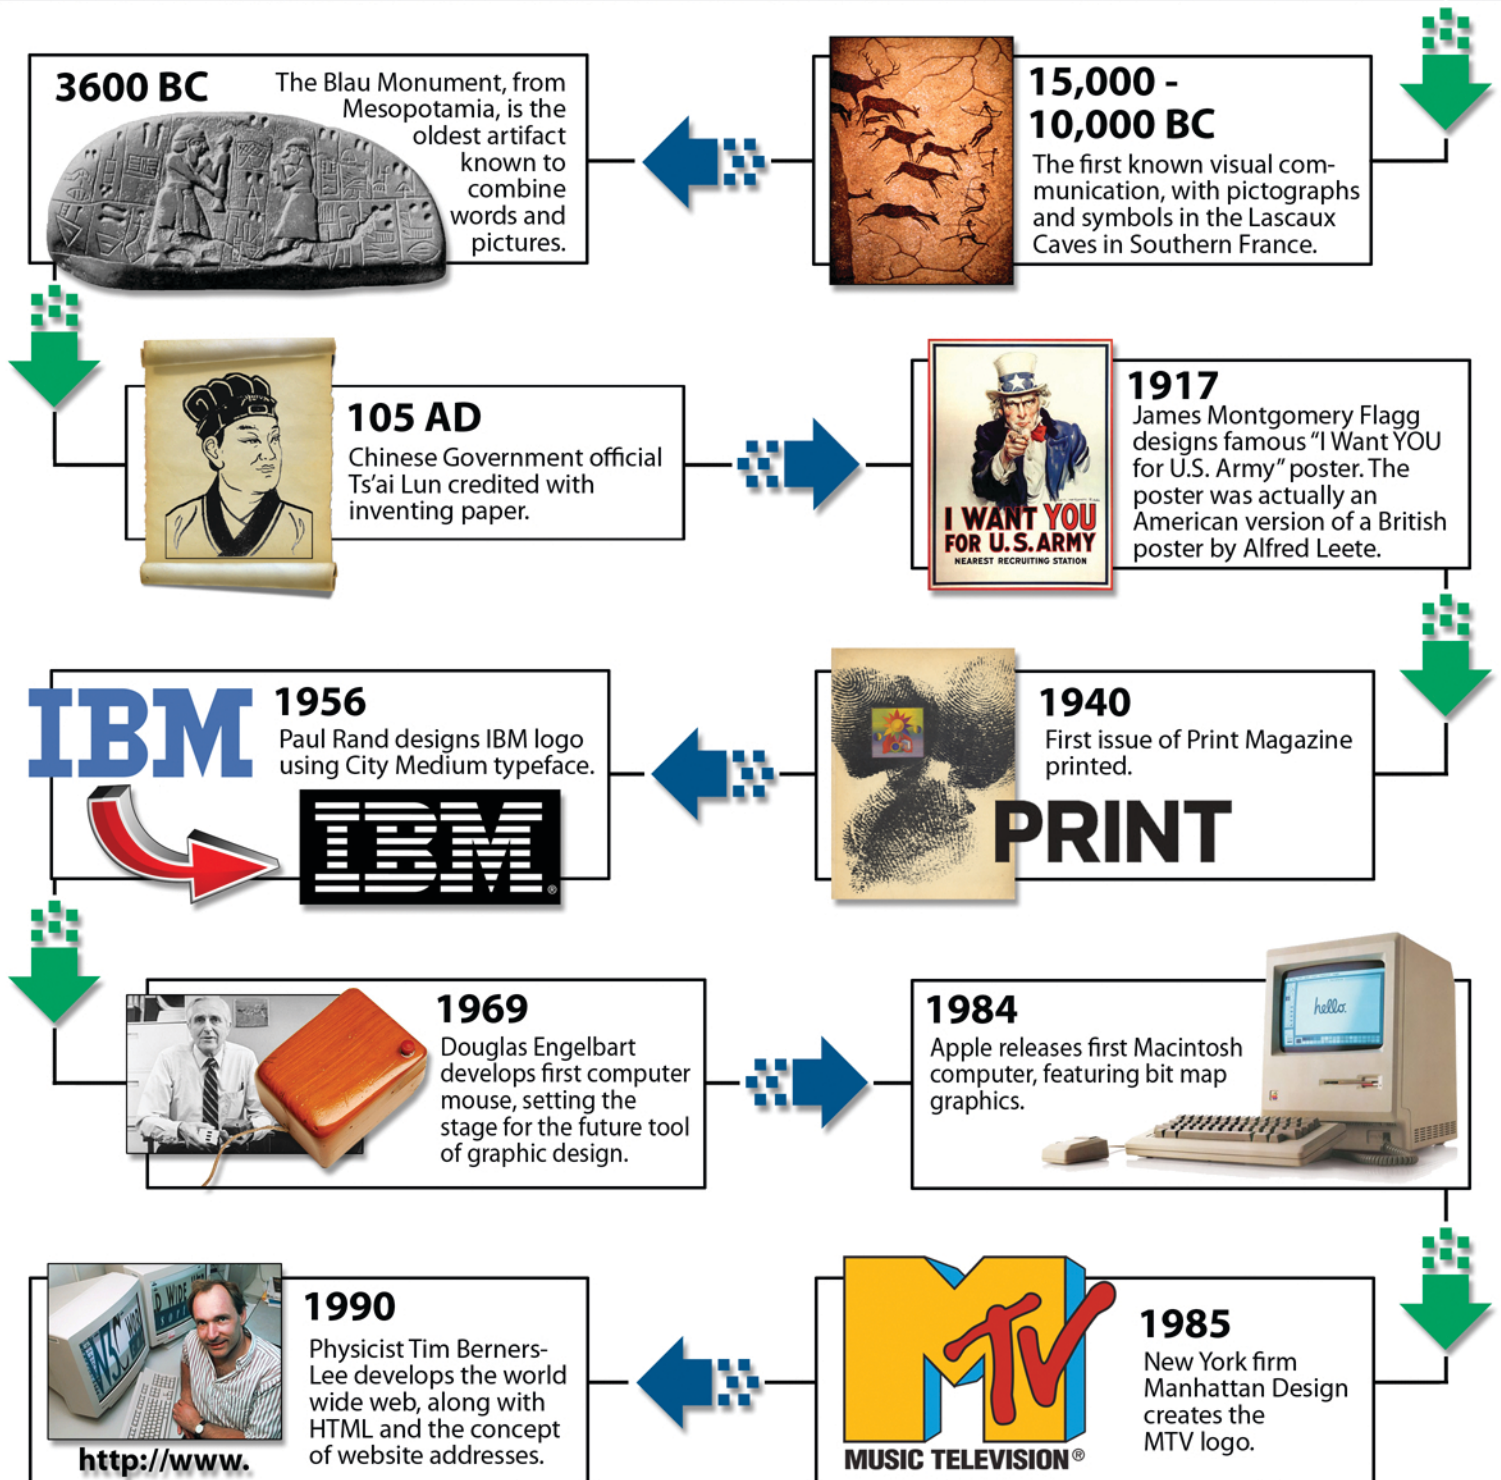 15,000 -
10,000 BC
The first known visual com-
munication, with pictographs
and symbols in the Lascaux
Caves in Southern France.
3600 BC
The Blau Monument, from
Mesopotamia, is the
oldest artifact
known to
combine
words and
pictures.
105 AD
Chinese Government official
Ts'ai Lun credited with
inventing paper.
I WANT YOU
FOR U.S. ARMY
NEAREST RECRUITING STATION
1917
James Montgomery Flagg
designs famous “I Want YOU
for U.S. Army” poster. The
poster was actually an
American version of a British
poster by Alfred Leete.
1940
First issue of Print Magazine
printed.
PRINT
IBM
1956
Paul Rand designs IBM logo
using City Medium typeface.
IBM®
1969
Douglas Engelbart
develops first computer
mouse, setting the
stage for the future tool
of graphic design.
1984
Apple releases first Macintosh
computer, featuring bit map
graphics.
hello.
MTV
MUSIC TELEVISION®
1985
New York firm
Manhattan Design
creates the
MTV logo.
1990
Physicist Tim Berners-
Lee develops the world
wide web, along with
HTML and the concept
of website addresses.
http://www.